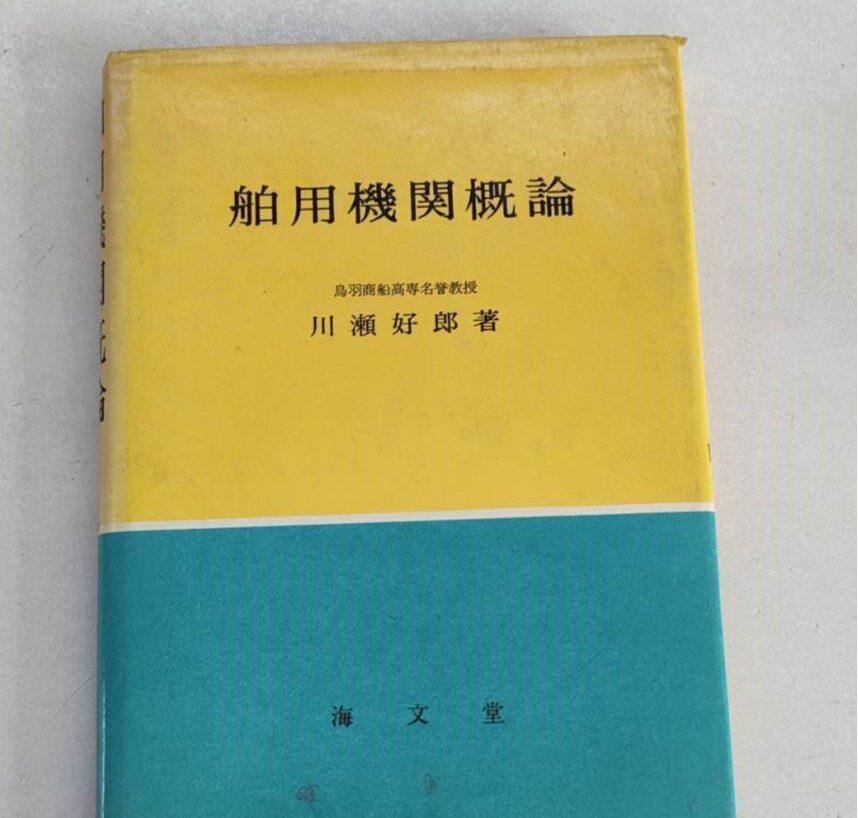 舶用機関概論
鳥羽商船高専名誉教授
川瀬好郎著
海文堂